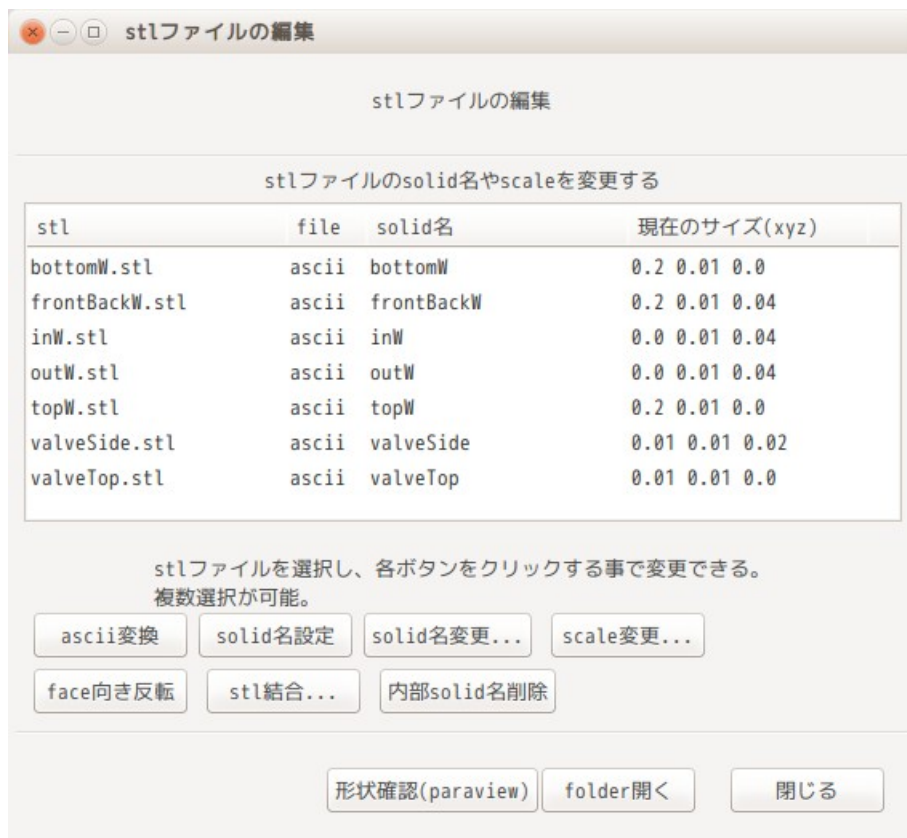 stlファイルの編集
stlファイルの編集
stlファイルのsolid名やscaleを変更する
stl file solid名 現在のサイズ(xyz)
bottomW.stl ascii bottomW 0.2 0.01 0.0
frontBackW.stl ascii frontBackW 0.2 0.01 0.04
inW.stl ascii inW 0.0 0.01 0.04
outW.stl ascii outW 0.0 0.01 0.04
topW.stl ascii topW 0.2 0.01 0.0
valveSide.stl ascii valveSide 0.01 0.01 0.02
valveTop.stl ascii valveTop 0.01 0.01 0.0
stlファイルを選択し、各ボタンをクリックする事で変更できる。
複数選択が可能。
ascii変換 solid名設定 solid名変更... scale変更...
face向き反転 stl結合... 内部solid名削除
形状確認(paraview) folder開く 閉じる